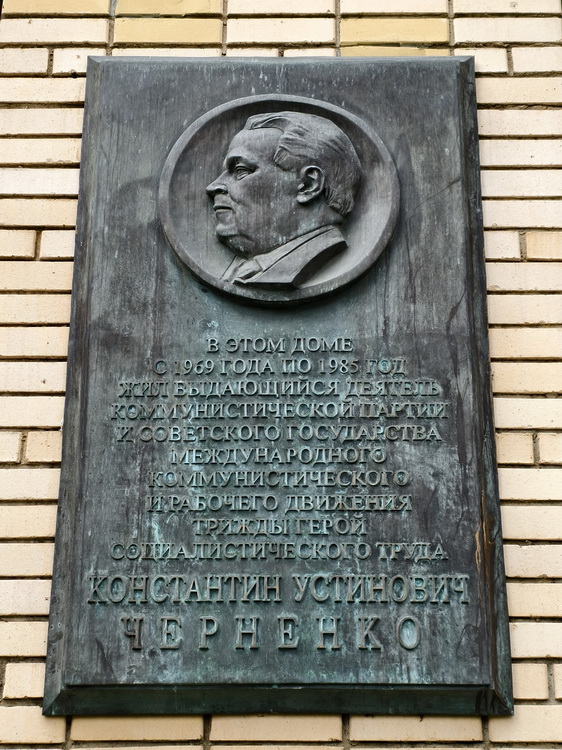 В ЭТОМ ДОМЕ
С 1969 ГОДА ПО 1985 ГОД
ЖИЛ ВЫДАЮЩИЙСЯ ДЕЯТЕЛЬ
КОММУНИСТИЧЕСКОЙ ПАРТИИ
И СОВЕТСКОГО ГОСУДАРСТВА
МЕЖДУНАРОДНОГО
КОММУНИСТИЧЕСКОГО
И РАБОЧЕГО ДВИЖЕНИЯ
ТРИЖДЫ ГЕРОЙ
СОЦИАЛИСТИЧЕСКОГО ТРУДА
КОНСТАНТИН УСТИНОВИЧ
ЧЕРНЕНКО